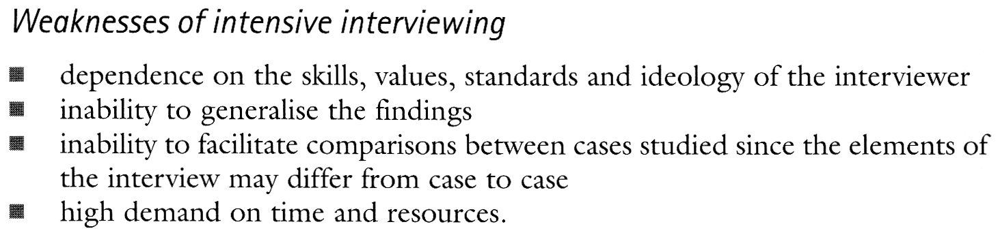 Weaknesses of intensive interviewing
■ dependence on the skills, values, standards and ideology of the interviewer
■ inability to generalise the findings
■ inability to facilitate comparisons between cases studied since the elements of
the interview may differ from case to case
■ high demand on time and resources.